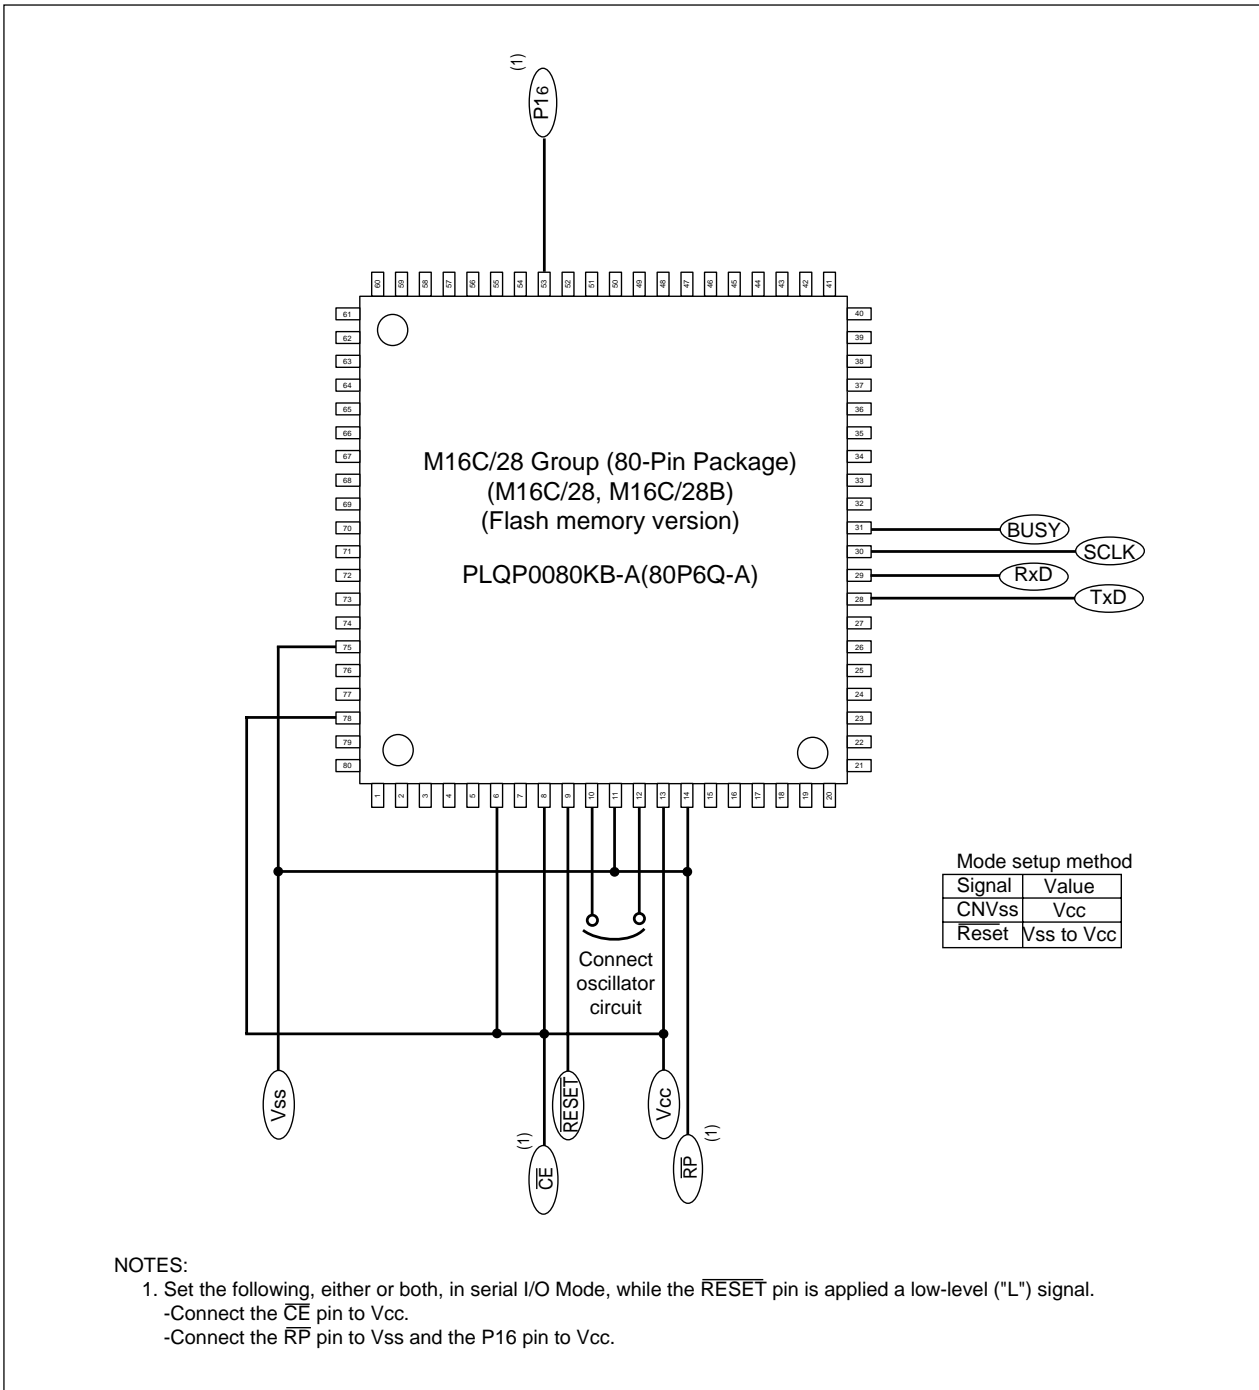 (1)
P16
60 59 58 57 56 55 54 53 52 51 50 49 48 47 46 45 44 43 42 41
61
62
63
64
65
66
67
68
69
70
71
72
73
74
75
76
77
78
79
80
40
39
38
37
36
35
34
33
32
31
30
29
28
27
26
25
24
23
22
21
M16C/28 Group (80-Pin Package)
(M16C/28, M16C/28B)
(Flash memory version)
PLQP0080KB-A(80P6Q-A)
BUSY
SCLK
RxD
TxD
1 2 3 4 5 6 7 8 9 10 11 12 13 14 15 16 17 18 19 20
Mode setup method
Signal Value
CNVss Vcc
R̅e̅s̅e̅t̅ Vss to Vcc
Connect
oscillator
circuit
Vss
R̅E̅S̅E̅T̅
Vcc
(1)
C̅E̅
(1)
R̅P̅
NOTES:
1. Set the following, either or both, in serial I/O Mode, while the R̅E̅S̅E̅T̅ pin is applied a low-level ("L") signal.
-Connect the C̅E̅ pin to Vcc.
-Connect the R̅P̅ pin to Vss and the P16 pin to Vcc.